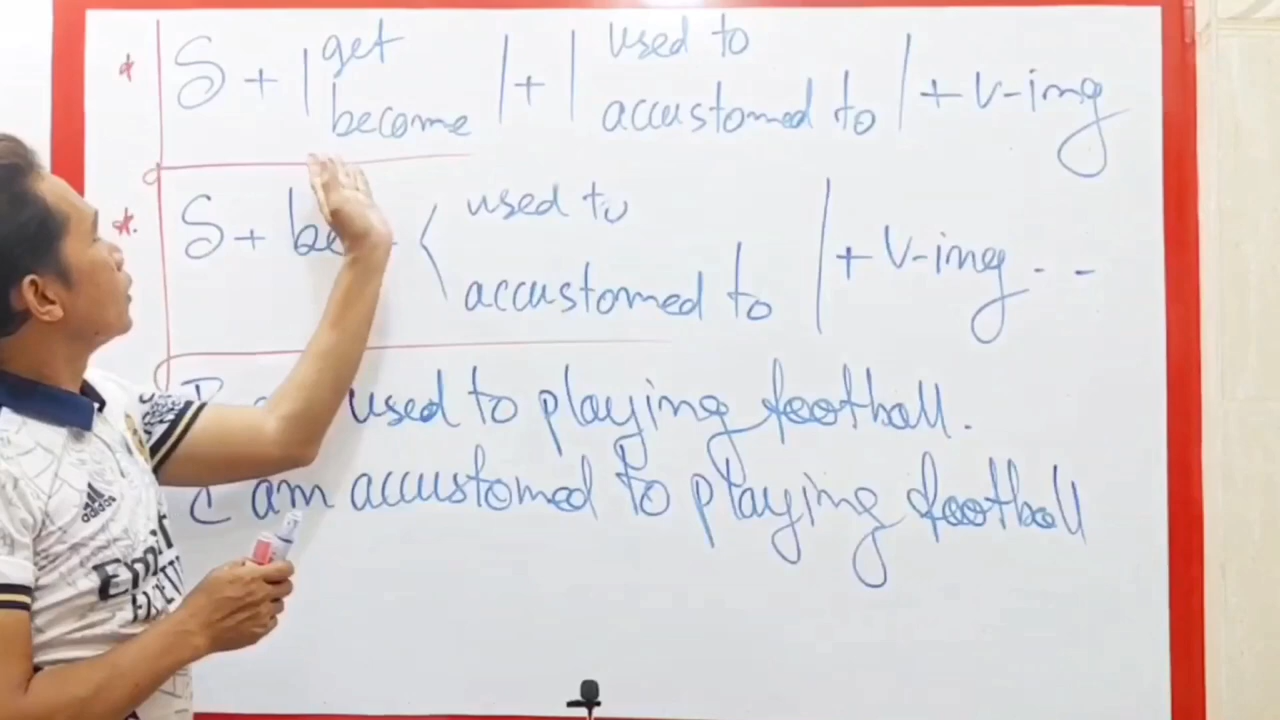 * S + | get | + | used to | + V-ing
become accustomed to
* S + be < used to | + V-ing - -
accustomed to
used to playing football.
I am accustomed to playing football
adidas